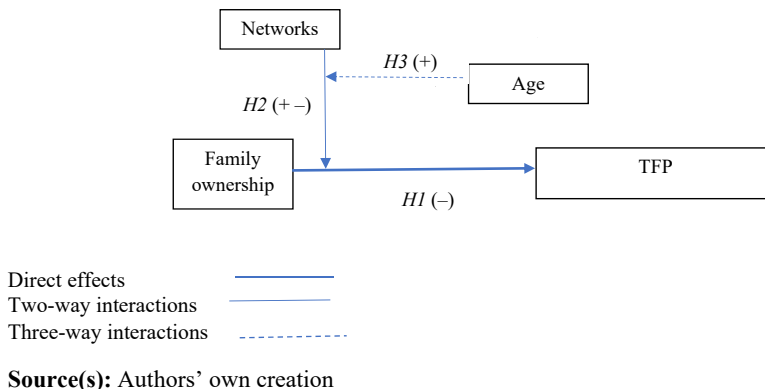 Networks
H3 (+)
Age
H2 (+ –)
Family
ownership
TFP
H1 (–)
Direct effects
Two-way interactions
Three-way interactions
Source(s): Authors’ own creation